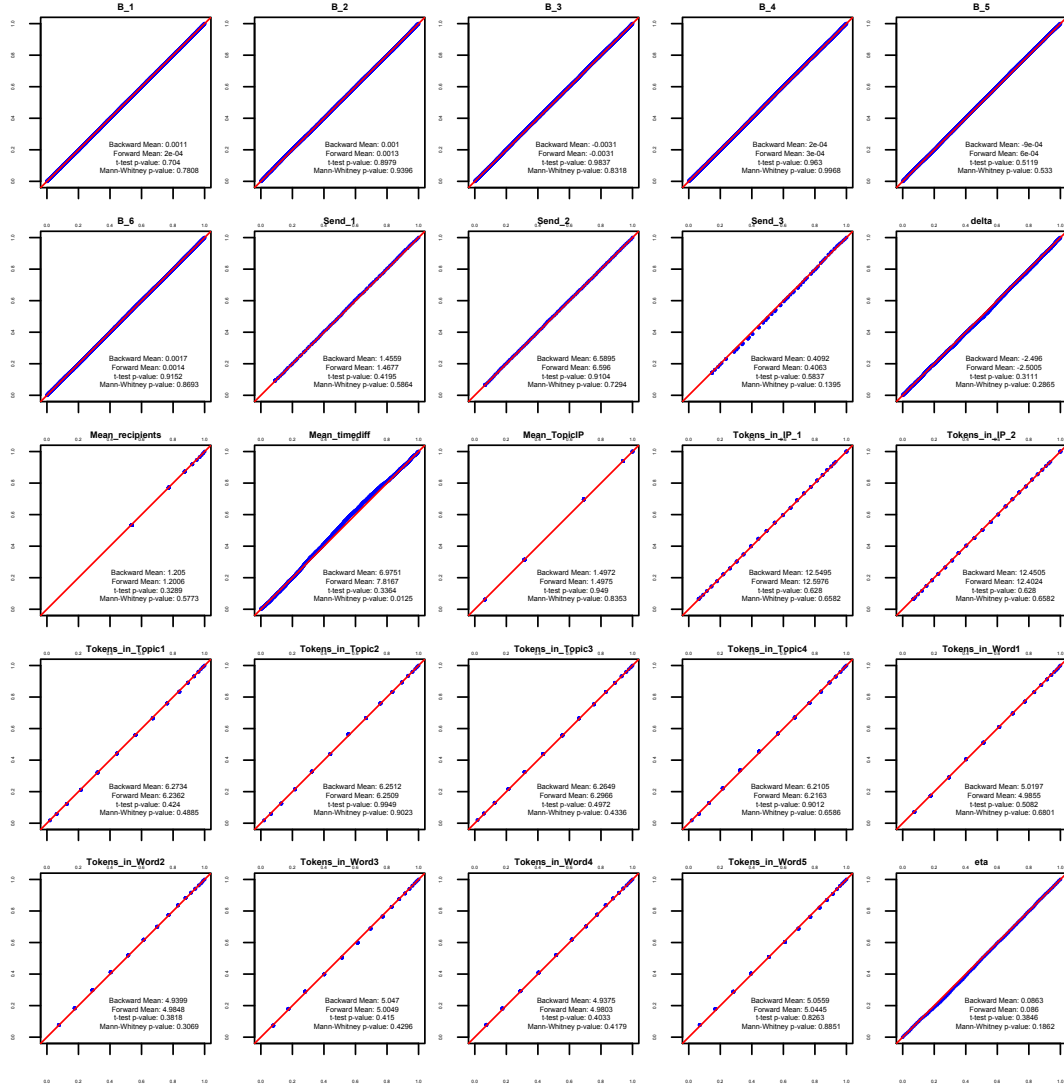 B_1
B_2
B_3
B_4
B_5
Backward Mean: 0.0011
Forward Mean: 2e-04
t-test p-value: 0.704
Mann-Whitney p-value: 0.7808
Backward Mean: 0.001
Forward Mean: 0.0013
t-test p-value: 0.8979
Mann-Whitney p-value: 0.9396
Backward Mean: -0.0031
Forward Mean: -0.0031
t-test p-value: 0.9837
Mann-Whitney p-value: 0.8318
Backward Mean: 2e-04
Forward Mean: 3e-04
t-test p-value: 0.963
Mann-Whitney p-value: 0.9968
Backward Mean: -9e-04
Forward Mean: 6e-04
t-test p-value: 0.5119
Mann-Whitney p-value: 0.533
B_6
Send_1
Send_2
Send_3
delta
Backward Mean: 0.0017
Forward Mean: 0.0014
t-test p-value: 0.9152
Mann-Whitney p-value: 0.8693
Backward Mean: 1.4559
Forward Mean: 1.4677
t-test p-value: 0.4195
Mann-Whitney p-value: 0.5864
Backward Mean: 6.5895
Forward Mean: 6.596
t-test p-value: 0.9104
Mann-Whitney p-value: 0.7294
Backward Mean: 0.4092
Forward Mean: 0.4063
t-test p-value: 0.5837
Mann-Whitney p-value: 0.1395
Backward Mean: -2.496
Forward Mean: -2.5005
t-test p-value: 0.3111
Mann-Whitney p-value: 0.2865
Mean_recipients
Mean_timediff
Mean_TopicIP
Tokens_in_IP_1
Tokens_in_IP_2
Backward Mean: 1.205
Forward Mean: 1.2006
t-test p-value: 0.3289
Mann-Whitney p-value: 0.5773
Backward Mean: 6.9751
Forward Mean: 7.8167
t-test p-value: 0.3364
Mann-Whitney p-value: 0.0125
Backward Mean: 1.4972
Forward Mean: 1.4975
t-test p-value: 0.949
Mann-Whitney p-value: 0.8353
Backward Mean: 12.5495
Forward Mean: 12.5976
t-test p-value: 0.628
Mann-Whitney p-value: 0.6582
Backward Mean: 12.4505
Forward Mean: 12.4024
t-test p-value: 0.628
Mann-Whitney p-value: 0.6582
Tokens_in_Topic1
Tokens_in_Topic2
Tokens_in_Topic3
Tokens_in_Topic4
Tokens_in_Word1
Backward Mean: 6.2734
Forward Mean: 6.2362
t-test p-value: 0.424
Mann-Whitney p-value: 0.4885
Backward Mean: 6.2512
Forward Mean: 6.2509
t-test p-value: 0.9949
Mann-Whitney p-value: 0.9023
Backward Mean: 6.2649
Forward Mean: 6.2966
t-test p-value: 0.4972
Mann-Whitney p-value: 0.4336
Backward Mean: 6.2105
Forward Mean: 6.2163
t-test p-value: 0.9012
Mann-Whitney p-value: 0.6586
Backward Mean: 5.0197
Forward Mean: 4.9855
t-test p-value: 0.5082
Mann-Whitney p-value: 0.6801
Tokens_in_Word2
Tokens_in_Word3
Tokens_in_Word4
Tokens_in_Word5
eta
Backward Mean: 4.9399
Forward Mean: 4.9848
t-test p-value: 0.3818
Mann-Whitney p-value: 0.3069
Backward Mean: 5.047
Forward Mean: 5.0049
t-test p-value: 0.415
Mann-Whitney p-value: 0.4296
Backward Mean: 4.9375
Forward Mean: 4.9803
t-test p-value: 0.4033
Mann-Whitney p-value: 0.4179
Backward Mean: 5.0559
Forward Mean: 5.0445
t-test p-value: 0.8263
Mann-Whitney p-value: 0.8851
Backward Mean: 0.0863
Forward Mean: 0.086
t-test p-value: 0.3846
Mann-Whitney p-value: 0.1862